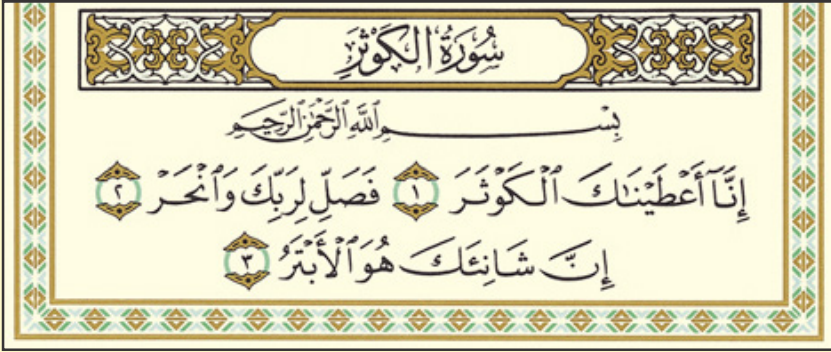 سُورَةُ الكَوْثَرِ
بِسْمِ ٱللَّهِ ٱلرَّحْمَٰنِ ٱلرَّحِيمِ
إِنَّآ أَعْطَيْنَٰكَ ٱلْكَوْثَرَ ١ فَصَلِّ لِرَبِّكَ وَٱنْحَرْ ٢
إِنَّ شَانِئَكَ هُوَ ٱلْأَبْتَرُ ٣